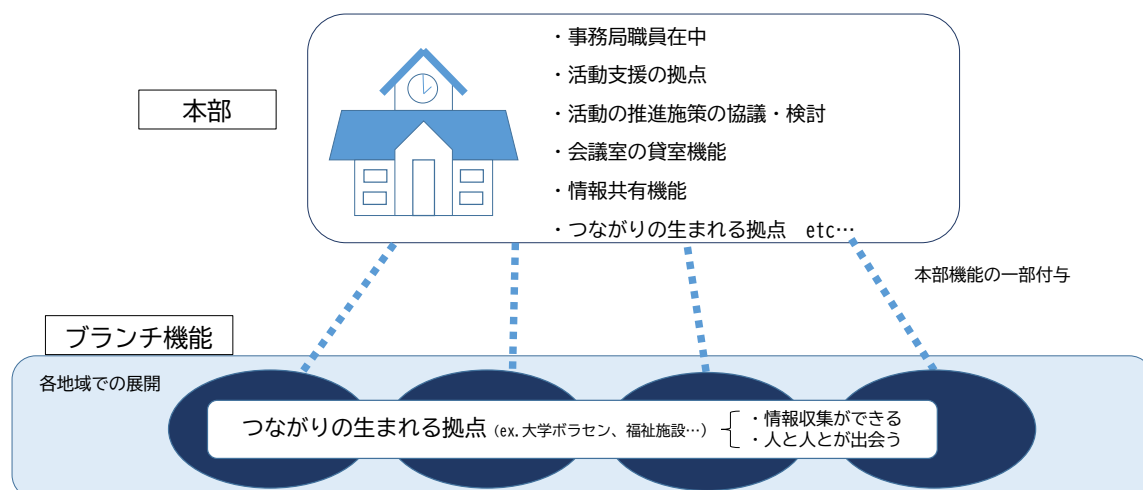 本部
・事務局職員在中
・活動支援の拠点
・活動の推進施策の協議・検討
・会議室の貸室機能
・情報共有機能
・つながりの生まれる拠点　etc…
本部機能の一部付与
ブランチ機能
各地域での展開
つながりの生まれる拠点（ex.大学ボラセン、福祉施設…）
・情報収集ができる
・人と人とが出会う